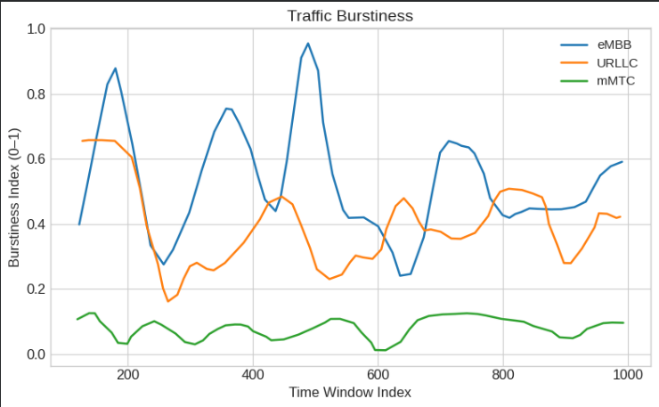 Traffic Burstiness
1.0
0.8
0.6
0.4
0.2
0.0
Burstiness Index (0–1)
eMBB
URLLC
mMTC
200 400 600 800 1000
Time Window Index